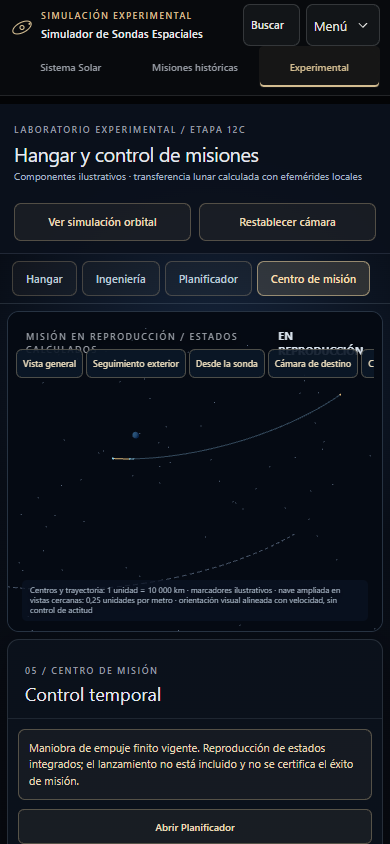 SIMULACIÓN EXPERIMENTAL
Simulador de Sondas Espaciales
Buscar
Menú
Sistema Solar
Misiones históricas
Experimental
LABORATORIO EXPERIMENTAL / ETAPA 12C
Hangar y control de misiones
Componentes ilustrativos · transferencia lunar calculada con efemérides locales
Ver simulación orbital
Restablecer cámara
Hangar
Ingeniería
Planificador
Centro de misión
MISIÓN EN REPRODUCCIÓN / ESTADOS
CALCULADOS
EN
REPRODUCCIÓN
Vista general
Seguimiento exterior
Desde la sonda
Cámara de destino
C
Centros y trayectoria: 1 unidad = 10 000 km · marcadores ilustrativos · nave ampliada en
vistas cercanas: 0,25 unidades por metro · orientación visual alineada con velocidad, sin
control de actitud
05 / CENTRO DE MISIÓN
Control temporal
Maniobra de empuje finito vigente. Reproducción de estados
integrados; el lanzamiento no está incluido y no se certifica el éxito
de misión.
Abrir Planificador